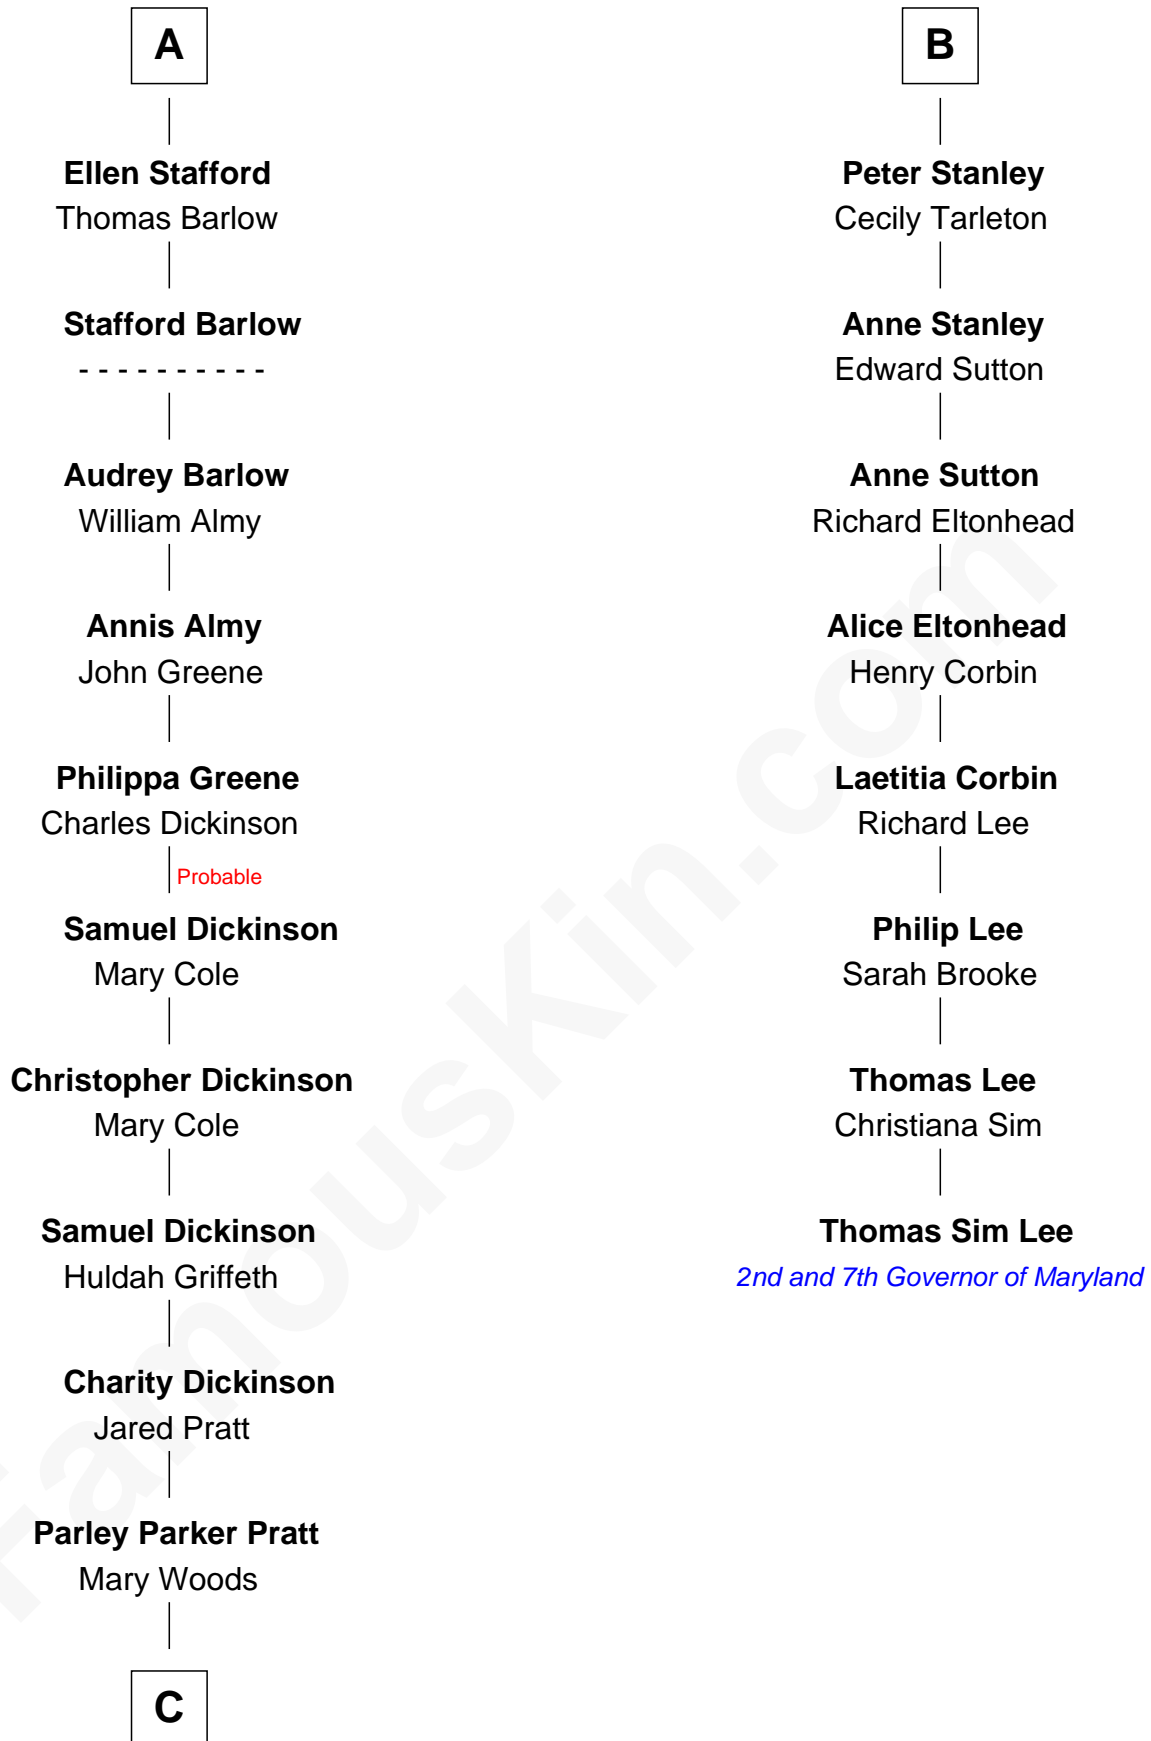 A
Ellen Stafford
Thomas Barlow
Stafford Barlow
- - - - - - - - - -
Audrey Barlow
William Almy
Annis Almy
John Greene
Philippa Greene
Charles Dickinson
Probable
Samuel Dickinson
Mary Cole
Christopher Dickinson
Mary Cole
Samuel Dickinson
Huldah Griffeth
Charity Dickinson
Jared Pratt
Parley Parker Pratt
Mary Woods
C
B
Peter Stanley
Cecily Tarleton
Anne Stanley
Edward Sutton
Anne Sutton
Richard Eltonhead
Alice Eltonhead
Henry Corbin
Laetitia Corbin
Richard Lee
Philip Lee
Sarah Brooke
Thomas Lee
Christiana Sim
Thomas Sim Lee
2nd and 7th Governor of Maryland
FamousKin.com